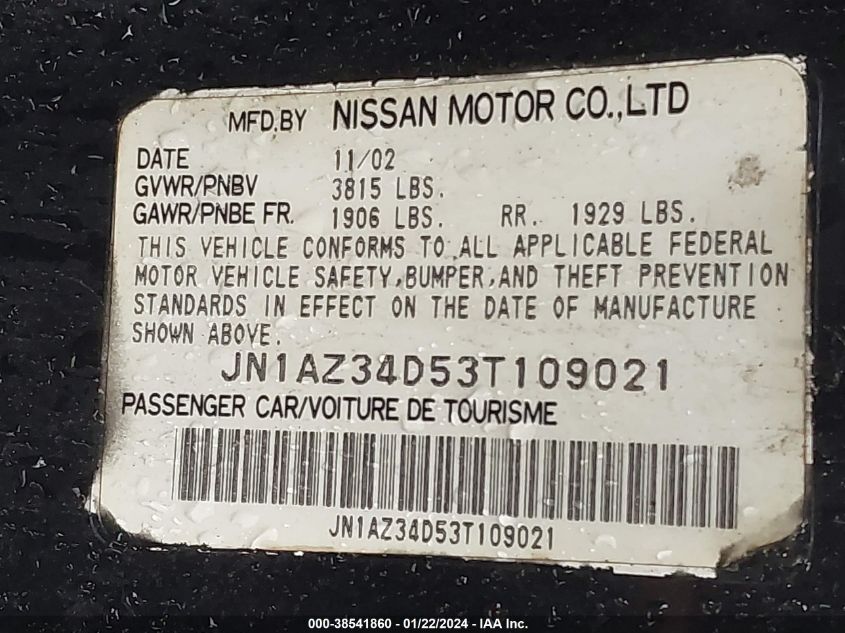 MFD.BY NISSAN MOTOR CO.,LTD
DATE 11/02
GVWR/PNBV 3815 LBS.
GAWR/PNBE FR. 1906 LBS. RR. 1929 LBS.
THIS VEHICLE CONFORMS TO ALL APPLICABLE FEDERAL
MOTOR VEHICLE SAFETY,BUMPER,AND THEFT PREVENTION
STANDARDS IN EFFECT ON THE DATE OF MANUFACTURE
SHOWN ABOVE.
JN1AZ34D53T109021
PASSENGER CAR/VOITURE DE TOURISME
JN1AZ34D53T109021
000-38541860 - 01/22/2024 - IAA Inc.